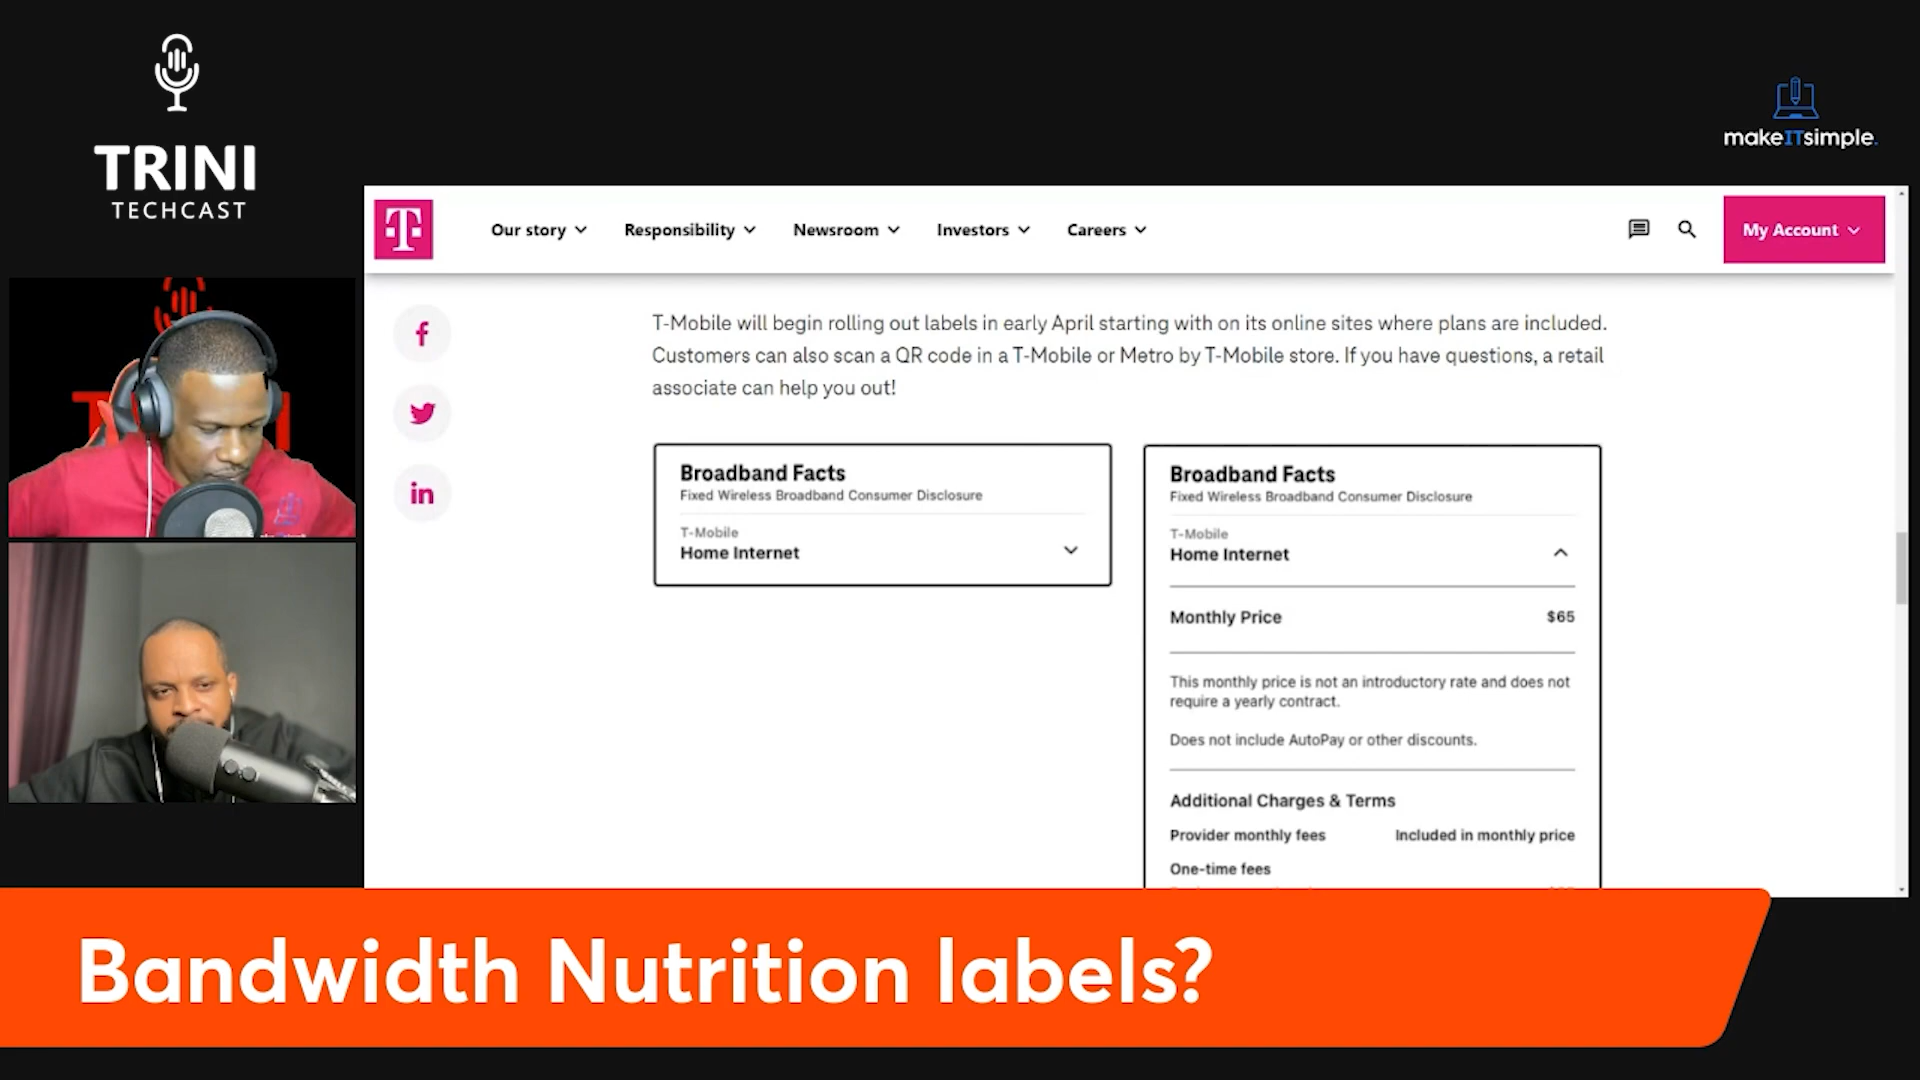 TRINI
TECHCAST
makeITsimple.
Our story
Responsibility
Newsroom
Investors
Careers
My Account
T-Mobile will begin rolling out labels in early April starting with on its online sites where plans are included.
Customers can also scan a QR code in a T-Mobile or Metro by T-Mobile store. If you have questions, a retail
associate can help you out!
Broadband Facts
Fixed Wireless Broadband Consumer Disclosure
T-Mobile
Home Internet
Broadband Facts
Fixed Wireless Broadband Consumer Disclosure
T-Mobile
Home Internet
Monthly Price $65
This monthly price is not an introductory rate and does not
require a yearly contract.
Does not include AutoPay or other discounts.
Additional Charges & Terms
Provider monthly fees Included in monthly price
One-time fees
Bandwidth Nutrition labels?